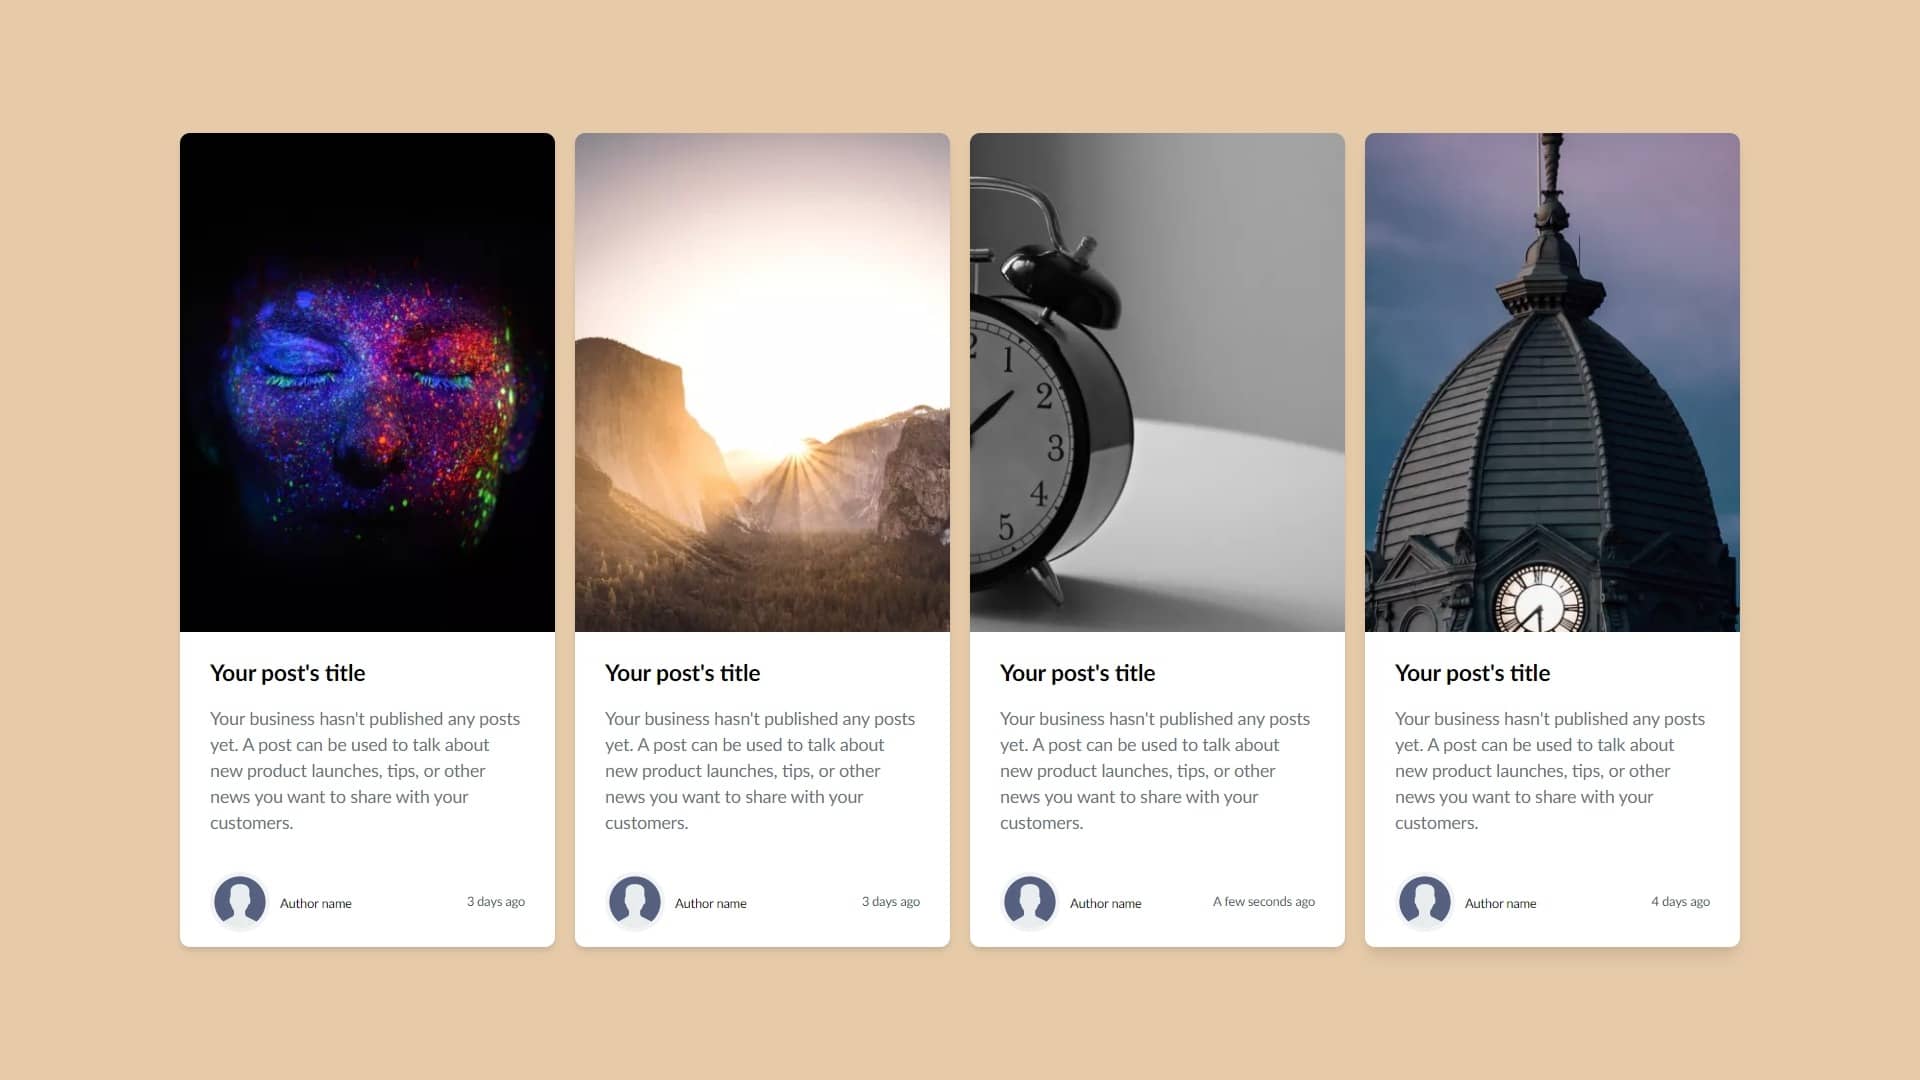 2
1
2
3
4
5
Your post's title
Your business hasn't published any posts
yet. A post can be used to talk about
new product launches, tips, or other
news you want to share with your
customers.
Author name
3 days ago
Your post's title
Your business hasn't published any posts
yet. A post can be used to talk about
new product launches, tips, or other
news you want to share with your
customers.
Author name
3 days ago
Your post's title
Your business hasn't published any posts
yet. A post can be used to talk about
new product launches, tips, or other
news you want to share with your
customers.
Author name
A few seconds ago
Your post's title
Your business hasn't published any posts
yet. A post can be used to talk about
new product launches, tips, or other
news you want to share with your
customers.
Author name
4 days ago